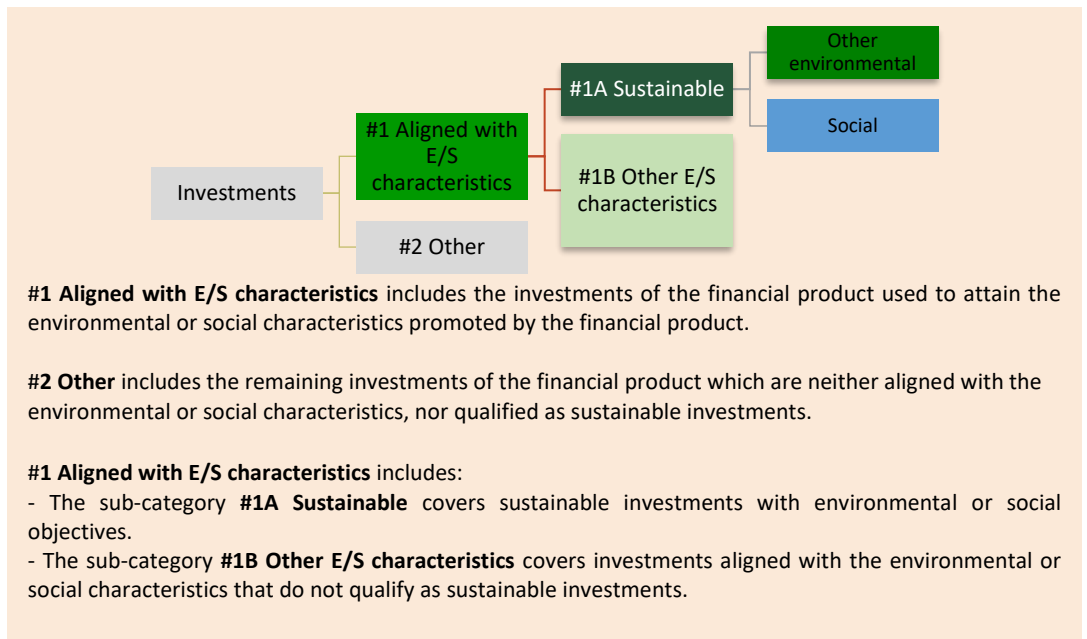 Other
environmental
#1A Sustainable
Social
#1 Aligned with
E/S
characteristics
#1B Other E/S
characteristics
Investments
#2 Other
#1 Aligned with E/S characteristics includes the investments of the financial product used to attain the
environmental or social characteristics promoted by the financial product.
#2 Other includes the remaining investments of the financial product which are neither aligned with the
environmental or social characteristics, nor qualified as sustainable investments.
#1 Aligned with E/S characteristics includes:
- The sub-category #1A Sustainable covers sustainable investments with environmental or social
objectives.
- The sub-category #1B Other E/S characteristics covers investments aligned with the environmental or
social characteristics that do not qualify as sustainable investments.